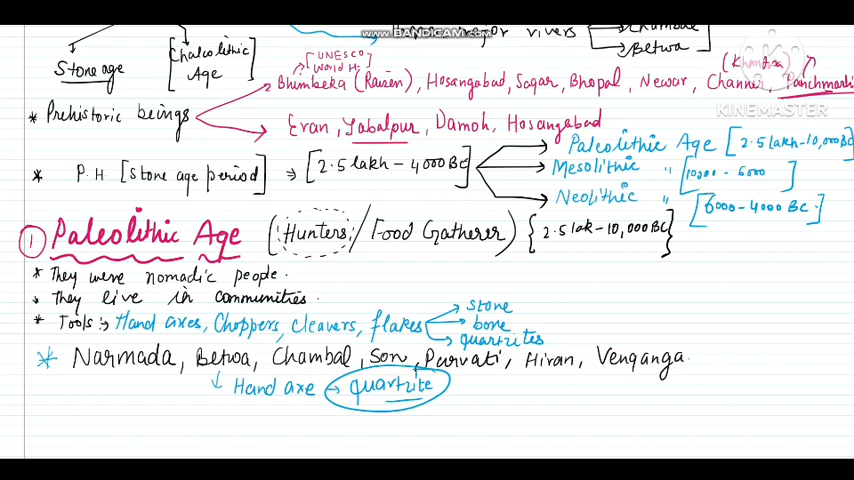 major rivers
Chambal
Betwa
WWW.BANDICAM.COM
Stone age
[Chalcolithic Age]
[UNESCO World H.]
(Khandwa)
Bhimbeka (Raisen), Hosangabad, Sagar, Bhopal, Newar, Channer, Panchmarhi
KINEMASTER
* Prehistoric beings
Eran, Jabalpur, Damoh, Hosangabad
* P.H. [Stone age period] ⇒ [2.5 lakh - 4000 BC]
Paleolithic Age [2.5 lakh-10,000 BC]
Mesolithic " [10,000 - 6000]
Neolithic " [6000 - 4000 BC.]
① Paleolithic Age (Hunters/Food Gatherer) {2.5 lak-10,000 BC}
* They were nomadic people.
* They live in communities.
* Tools :- Hand axes, Choppers, cleavers, flakes
stone
bone
quartzites
* Narmada, Betwa, Chambal, Son, Parvati, Hiran, Venganga.
↓ Hand axe → quartzite